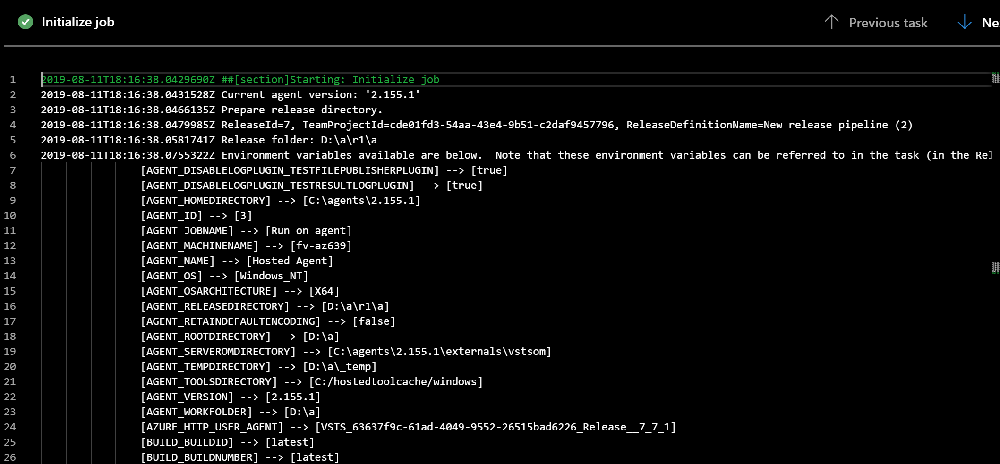 Initialize job
Previous task
1 2019-08-11T18:16:38.0429690Z ##[section]Starting: Initialize job
2 2019-08-11T18:16:38.0431528Z Current agent version: '2.155.1'
3 2019-08-11T18:16:38.0466135Z Prepare release directory.
4 2019-08-11T18:16:38.0479985Z ReleaseId=7, TeamProjectId=cde01fd3-54aa-43e4-9b51-c2daf9457796, ReleaseDefinitionName=New release pipeline (2)
5 2019-08-11T18:16:38.0581741Z Release folder: D:\a\r1\a
6 2019-08-11T18:16:38.0755322Z Environment variables available are below.  Note that these environment variables can be referred to in the task (in the
7 [AGENT_DISABLELOGPLUGIN_TESTFILEPUBLISHERPLUGIN] --> [true]
8 [AGENT_DISABLELOGPLUGIN_TESTRESULTLOGPLUGIN] --> [true]
9 [AGENT_HOMEDIRECTORY] --> [C:\agents\2.155.1]
10 [AGENT_ID] --> [3]
11 [AGENT_JOBNAME] --> [Run on agent]
12 [AGENT_MACHINENAME] --> [fv-az639]
13 [AGENT_NAME] --> [Hosted Agent]
14 [AGENT_OS] --> [Windows_NT]
15 [AGENT_OSARCHITECTURE] --> [X64]
16 [AGENT_RELEASEDIRECTORY] --> [D:\a\r1\a]
17 [AGENT_RETAINDEFAULTENCODING] --> [false]
18 [AGENT_ROOTDIRECTORY] --> [D:\a]
19 [AGENT_SERVEROMDIRECTORY] --> [C:\agents\2.155.1\externals\vstsom]
20 [AGENT_TEMPDIRECTORY] --> [D:\a\_temp]
21 [AGENT_TOOLSDIRECTORY] --> [C:/hostedtoolcache/windows]
22 [AGENT_VERSION] --> [2.155.1]
23 [AGENT_WORKFOLDER] --> [D:\a]
24 [AZURE_HTTP_USER_AGENT] --> [VSTS_63637f9c-61ad-4049-9552-26515bad6226_Release__7_7_1]
25 [BUILD_BUILDID] --> [latest]
26 [BUILD_BUILDNUMBER] --> [latest]